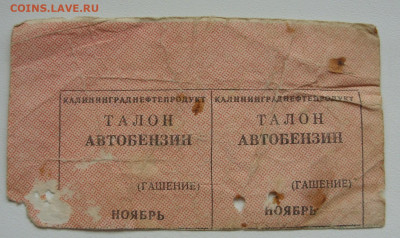 COINS.LAVE.RU
КАЛИНИНГРАДНЕФТЕПРОДУКТ КАЛИНИНГРАДНЕФТЕПРОДУКТ
ТАЛОН ТАЛОН
АВТОБЕНЗИН АВТОБЕНЗИН
(ГАШЕНИЕ) (ГАШЕНИЕ)
НОЯБРЬ НОЯБРЬ